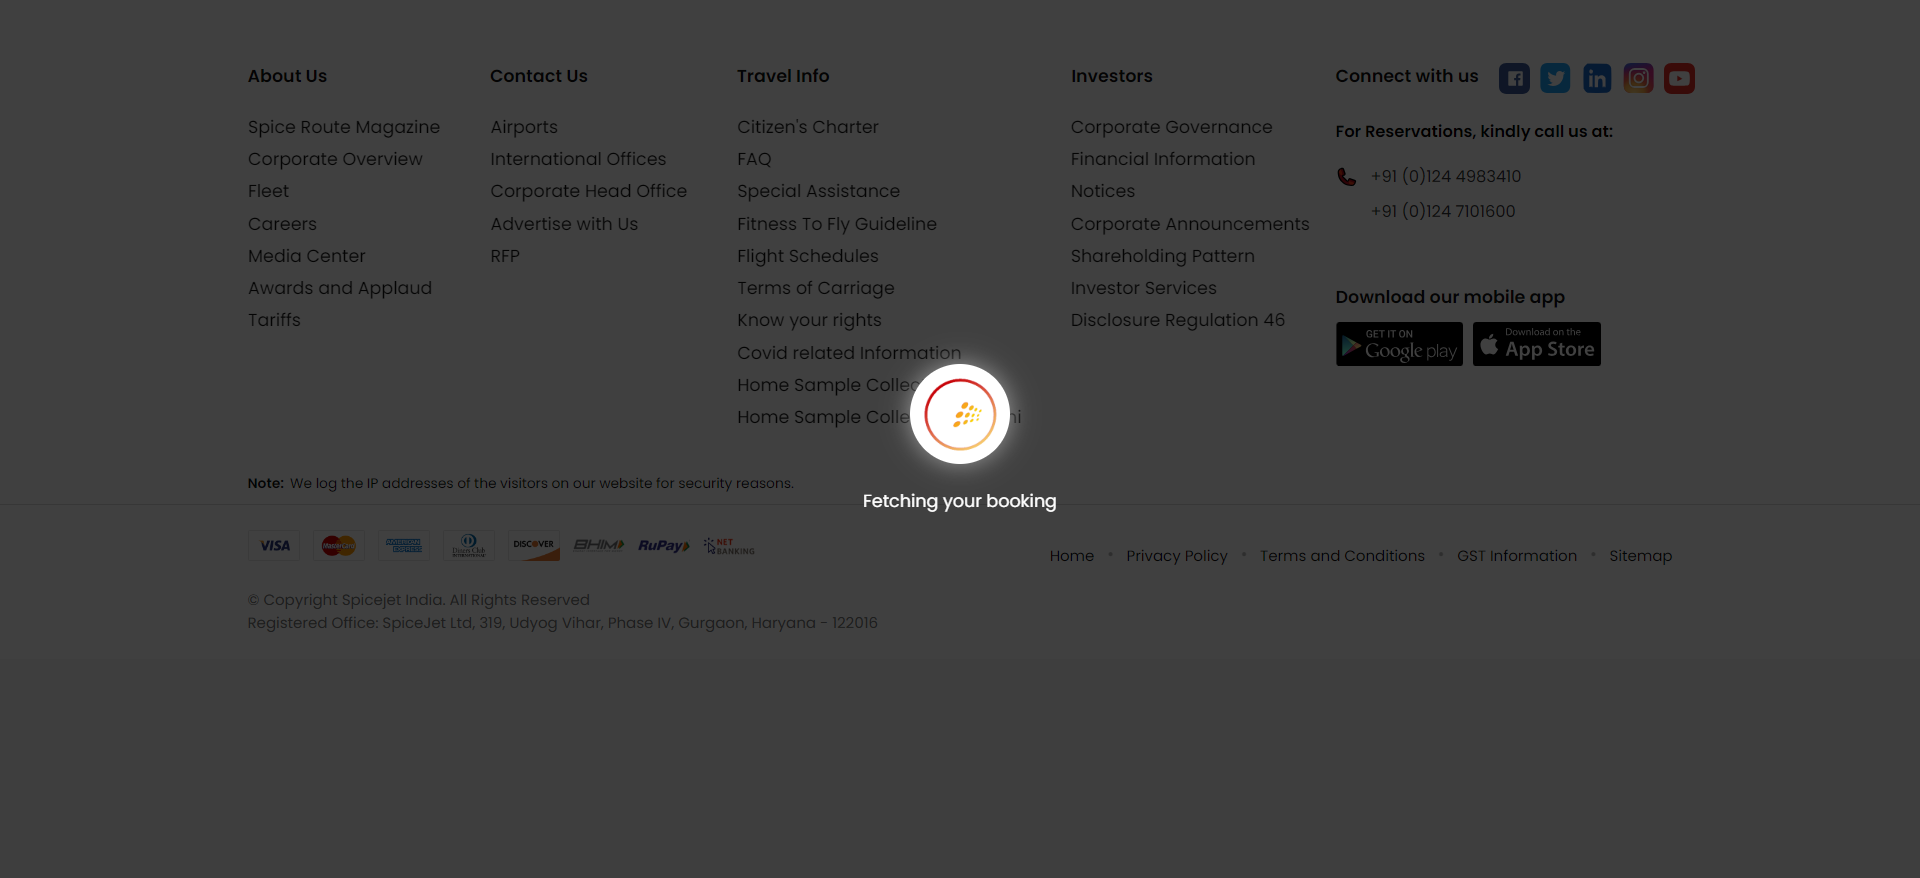 About Us
Spice Route Magazine
Corporate Overview
Fleet
Careers
Media Center
Awards and Applaud
Tariffs
Contact Us
Airports
International Offices
Corporate Head Office
Advertise with Us
RFP
Travel Info
Citizen's Charter
FAQ
Special Assistance
Fitness To Fly Guideline
Flight Schedules
Terms of Carriage
Know your rights
Covid related Information
Home Sample
Home Sample
Investors
Corporate Governance
Financial Information
Notices
Corporate Announcements
Shareholding Pattern
Investor Services
Disclosure Regulation 46
Connect with us
For Reservations, kindly call us at:
+91 (0)124 4983410
+91 (0)124 7101600
Download our mobile app
GET IT ON
Google play
Download on the
App Store
Fetching your booking
Note: We log the IP addresses of the visitors on our website for security reasons.
VISA MasterCard AMERICAN EXPRESS Diners Club INTERNATIONAL DISCOVER BHIM RuPay NET BANKING
Home • Privacy Policy • Terms and Conditions • GST Information • Sitemap
© Copyright Spicejet India. All Rights Reserved
Registered Office: SpiceJet Ltd, 319, Udyog Vihar, Phase IV, Gurgaon, Haryana - 122016